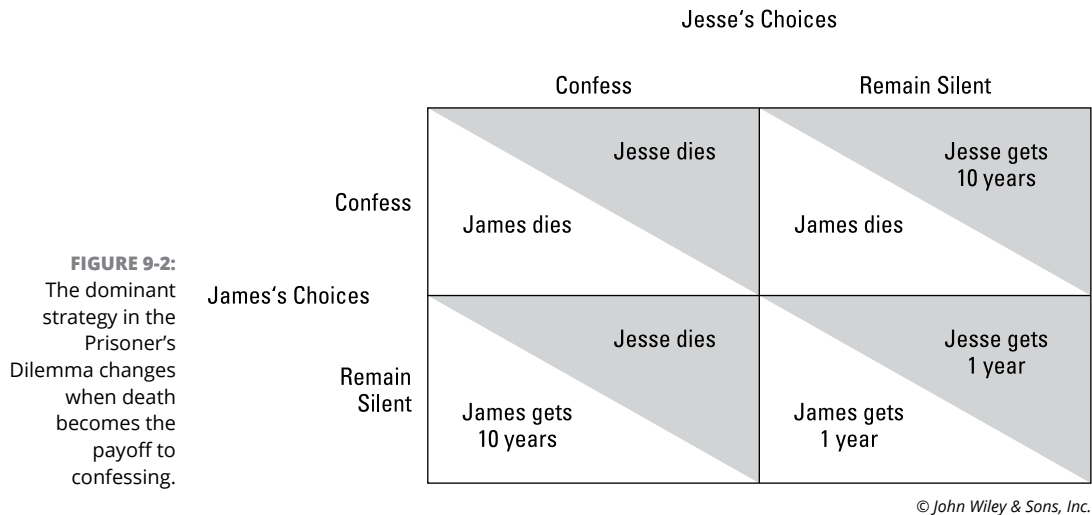 Jesse‘s Choices
Confess
Remain Silent
Confess
Jesse dies
James dies
Jesse gets
10 years
James dies
James‘s Choices
Remain
Silent
Jesse dies
James gets
10 years
Jesse gets
1 year
James gets
1 year
FIGURE 9-2:
The dominant
strategy in the
Prisoner’s
Dilemma changes
when death
becomes the
payoff to
confessing.
© John Wiley & Sons, Inc.